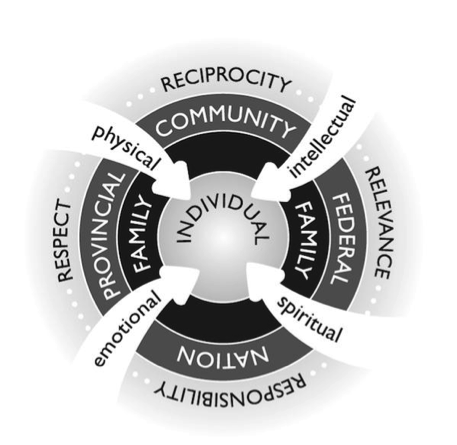 RECIPROCITY
COMMUNITY
physical
intellectual
INDIVIDUAL
RESPECT
PROVINCIAL
FAMILY
FAMILY
FEDERAL
RELEVANCE
emotional
spiritual
NATION
RESPONSIBILITY